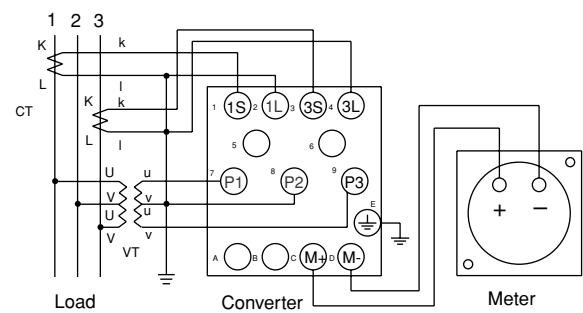 1 2 3
K k
L l
CT
K k
L l
1 1S 2 1L 3 3S 4 3L
5 6
U u 7 P1 8 P2 9 P3
V v
U u
V v
VT
E
A B C M+ D M-
+ −
Load Converter Meter